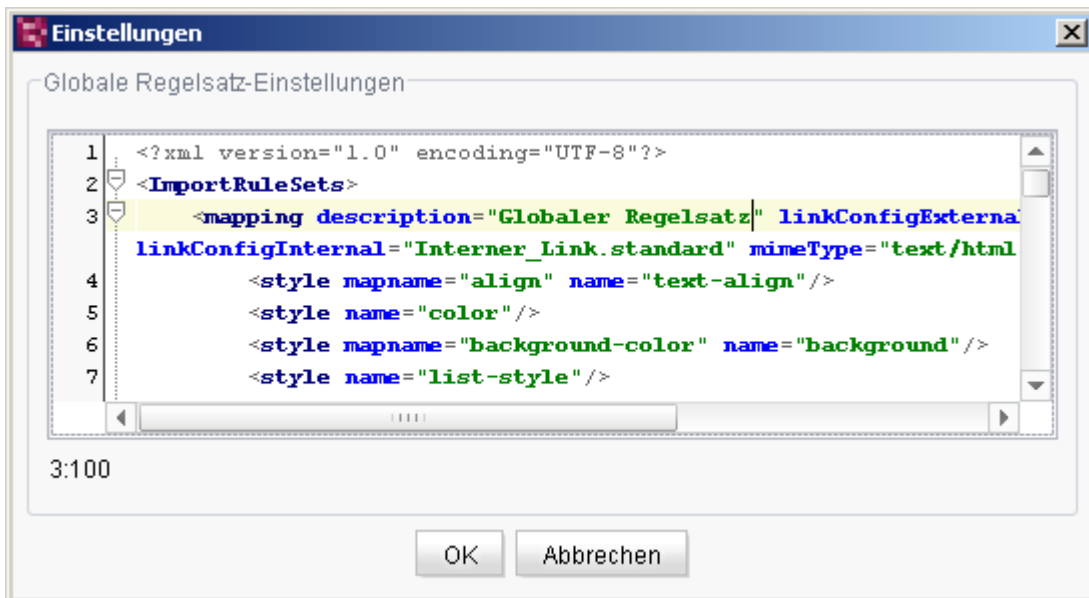 Einstellungen
Globale Regelsatz-Einstellungen
1 <?xml version="1.0" encoding="UTF-8"?>
2 <ImportRuleSets>
3 <mapping description="Globaler Regelsatz" linkConfigExternal
linkConfigInternal="Interner_Link.standard" mimeType="text/html
4 <style mapname="align" name="text-align"/>
5 <style name="color"/>
6 <style mapname="background-color" name="background"/>
7 <style name="list-style"/>
3:100
OK Abbrechen